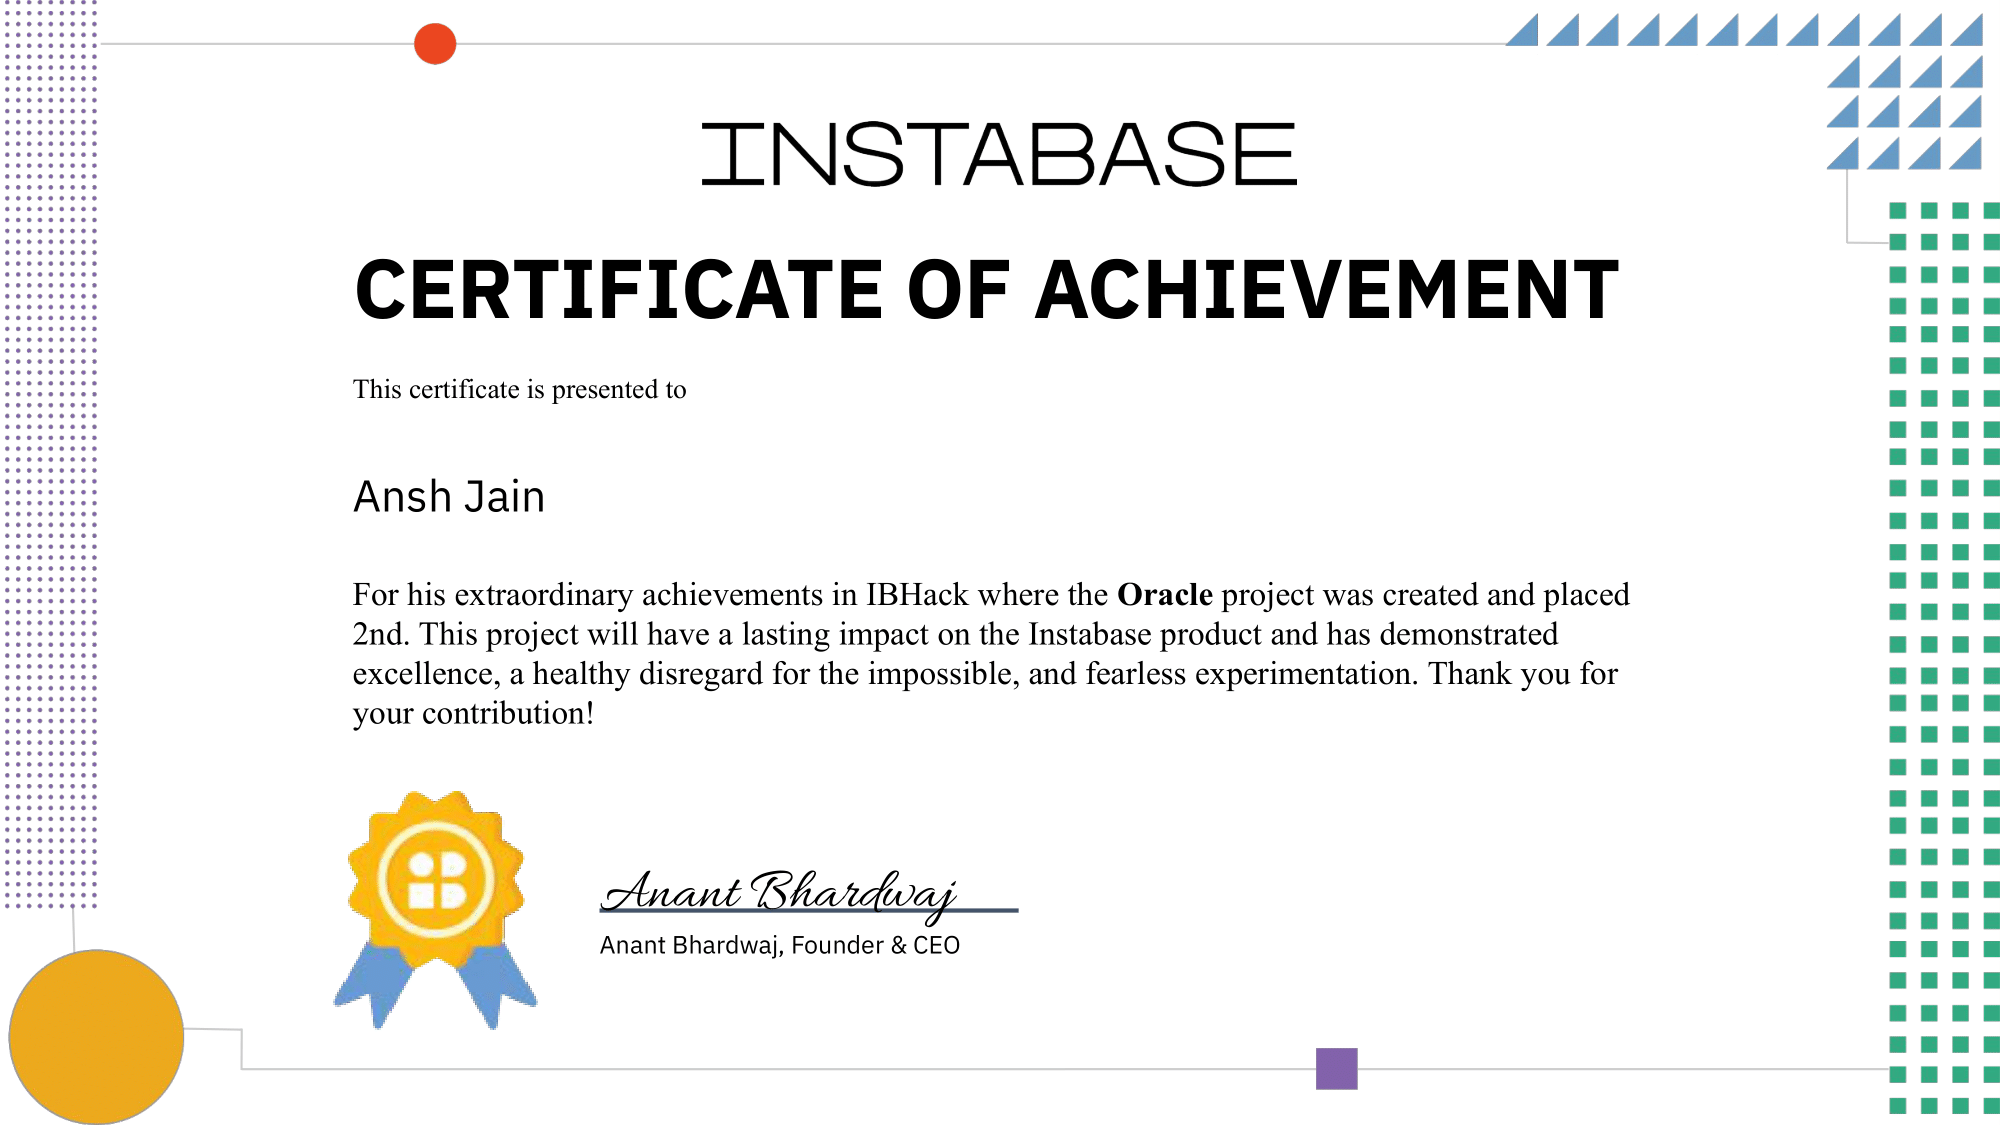 INSTABASE
CERTIFICATE OF ACHIEVEMENT
This certificate is presented to
Ansh Jain
For his extraordinary achievements in IBHack where the Oracle project was created and placed
2nd. This project will have a lasting impact on the Instabase product and has demonstrated
excellence, a healthy disregard for the impossible, and fearless experimentation. Thank you for
your contribution!
Anant Bhardwaj
Anant Bhardwaj, Founder & CEO